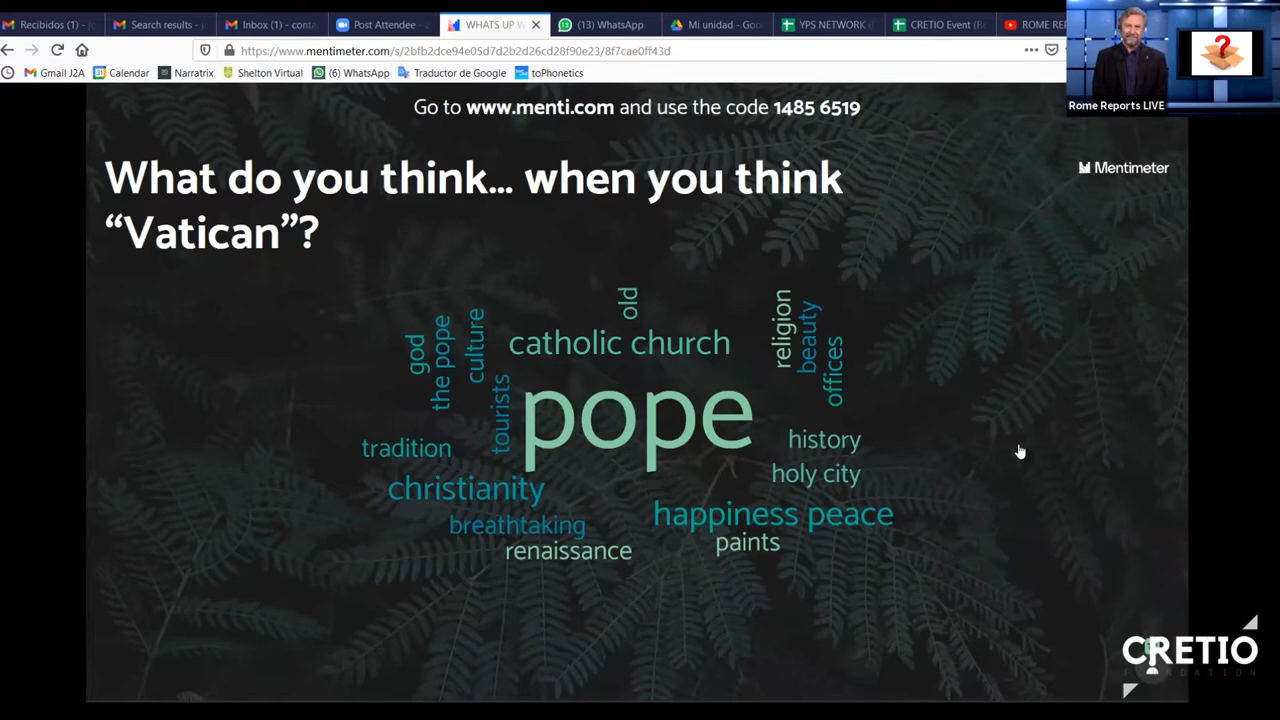 Recibidos (1) - jo
Search results -
Inbox (1) - conta
Post Attendee -
WHATS UP W
(13) WhatsApp
Mi unidad - Goo
YPS NETWORK (
CRETIO Event (Re
ROME REP
https://www.mentimeter.com/s/2bfb2dce94e05d7d2b2d26cd28f90e23/8f7cae0ff43d
Gmail J2A
Calendar
Narratrix
Shelton Virtual
(6) WhatsApp
Traductor de Google
toPhonetics
Rome Reports LIVE
Go to www.menti.com and use the code 1485 6519
What do you think... when you think
“Vatican”?
Mentimeter
old
god
the pope
culture
catholic church
religion
beauty
offices
tourists
pope
tradition
history
holy city
christianity
happiness peace
breathtaking
paints
renaissance
CRETIO
FOUNDATION